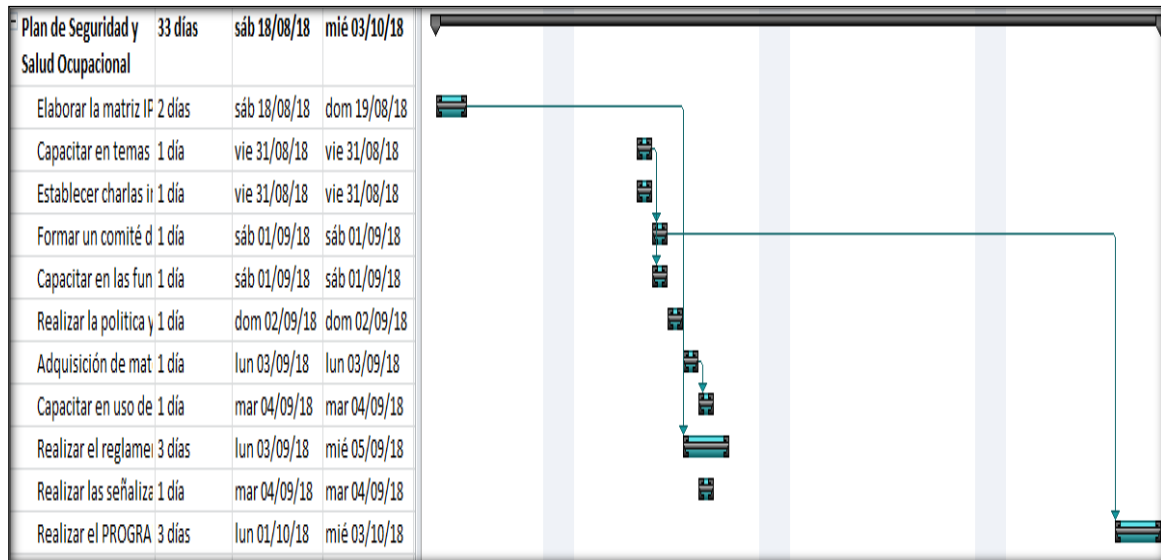 Plan de Seguridad y 33 días sáb 18/08/18 mié 03/10/18
Salud Ocupacional
Elaborar la matriz IP 2 días sáb 18/08/18 dom 19/08/18
Capacitar en temas 1 día vie 31/08/18 vie 31/08/18
Establecer charlas in 1 día vie 31/08/18 vie 31/08/18
Formar un comité d 1 día sáb 01/09/18 sáb 01/09/18
Capacitar en las fun 1 día sáb 01/09/18 sáb 01/09/18
Realizar la politica y 1 día dom 02/09/18 dom 02/09/18
Adquisición de mat 1 día lun 03/09/18 lun 03/09/18
Capacitar en uso de 1 día mar 04/09/18 mar 04/09/18
Realizar el reglamen 3 días lun 03/09/18 mié 05/09/18
Realizar las señaliza 1 día mar 04/09/18 mar 04/09/18
Realizar el PROGRA 3 días lun 01/10/18 mié 03/10/18